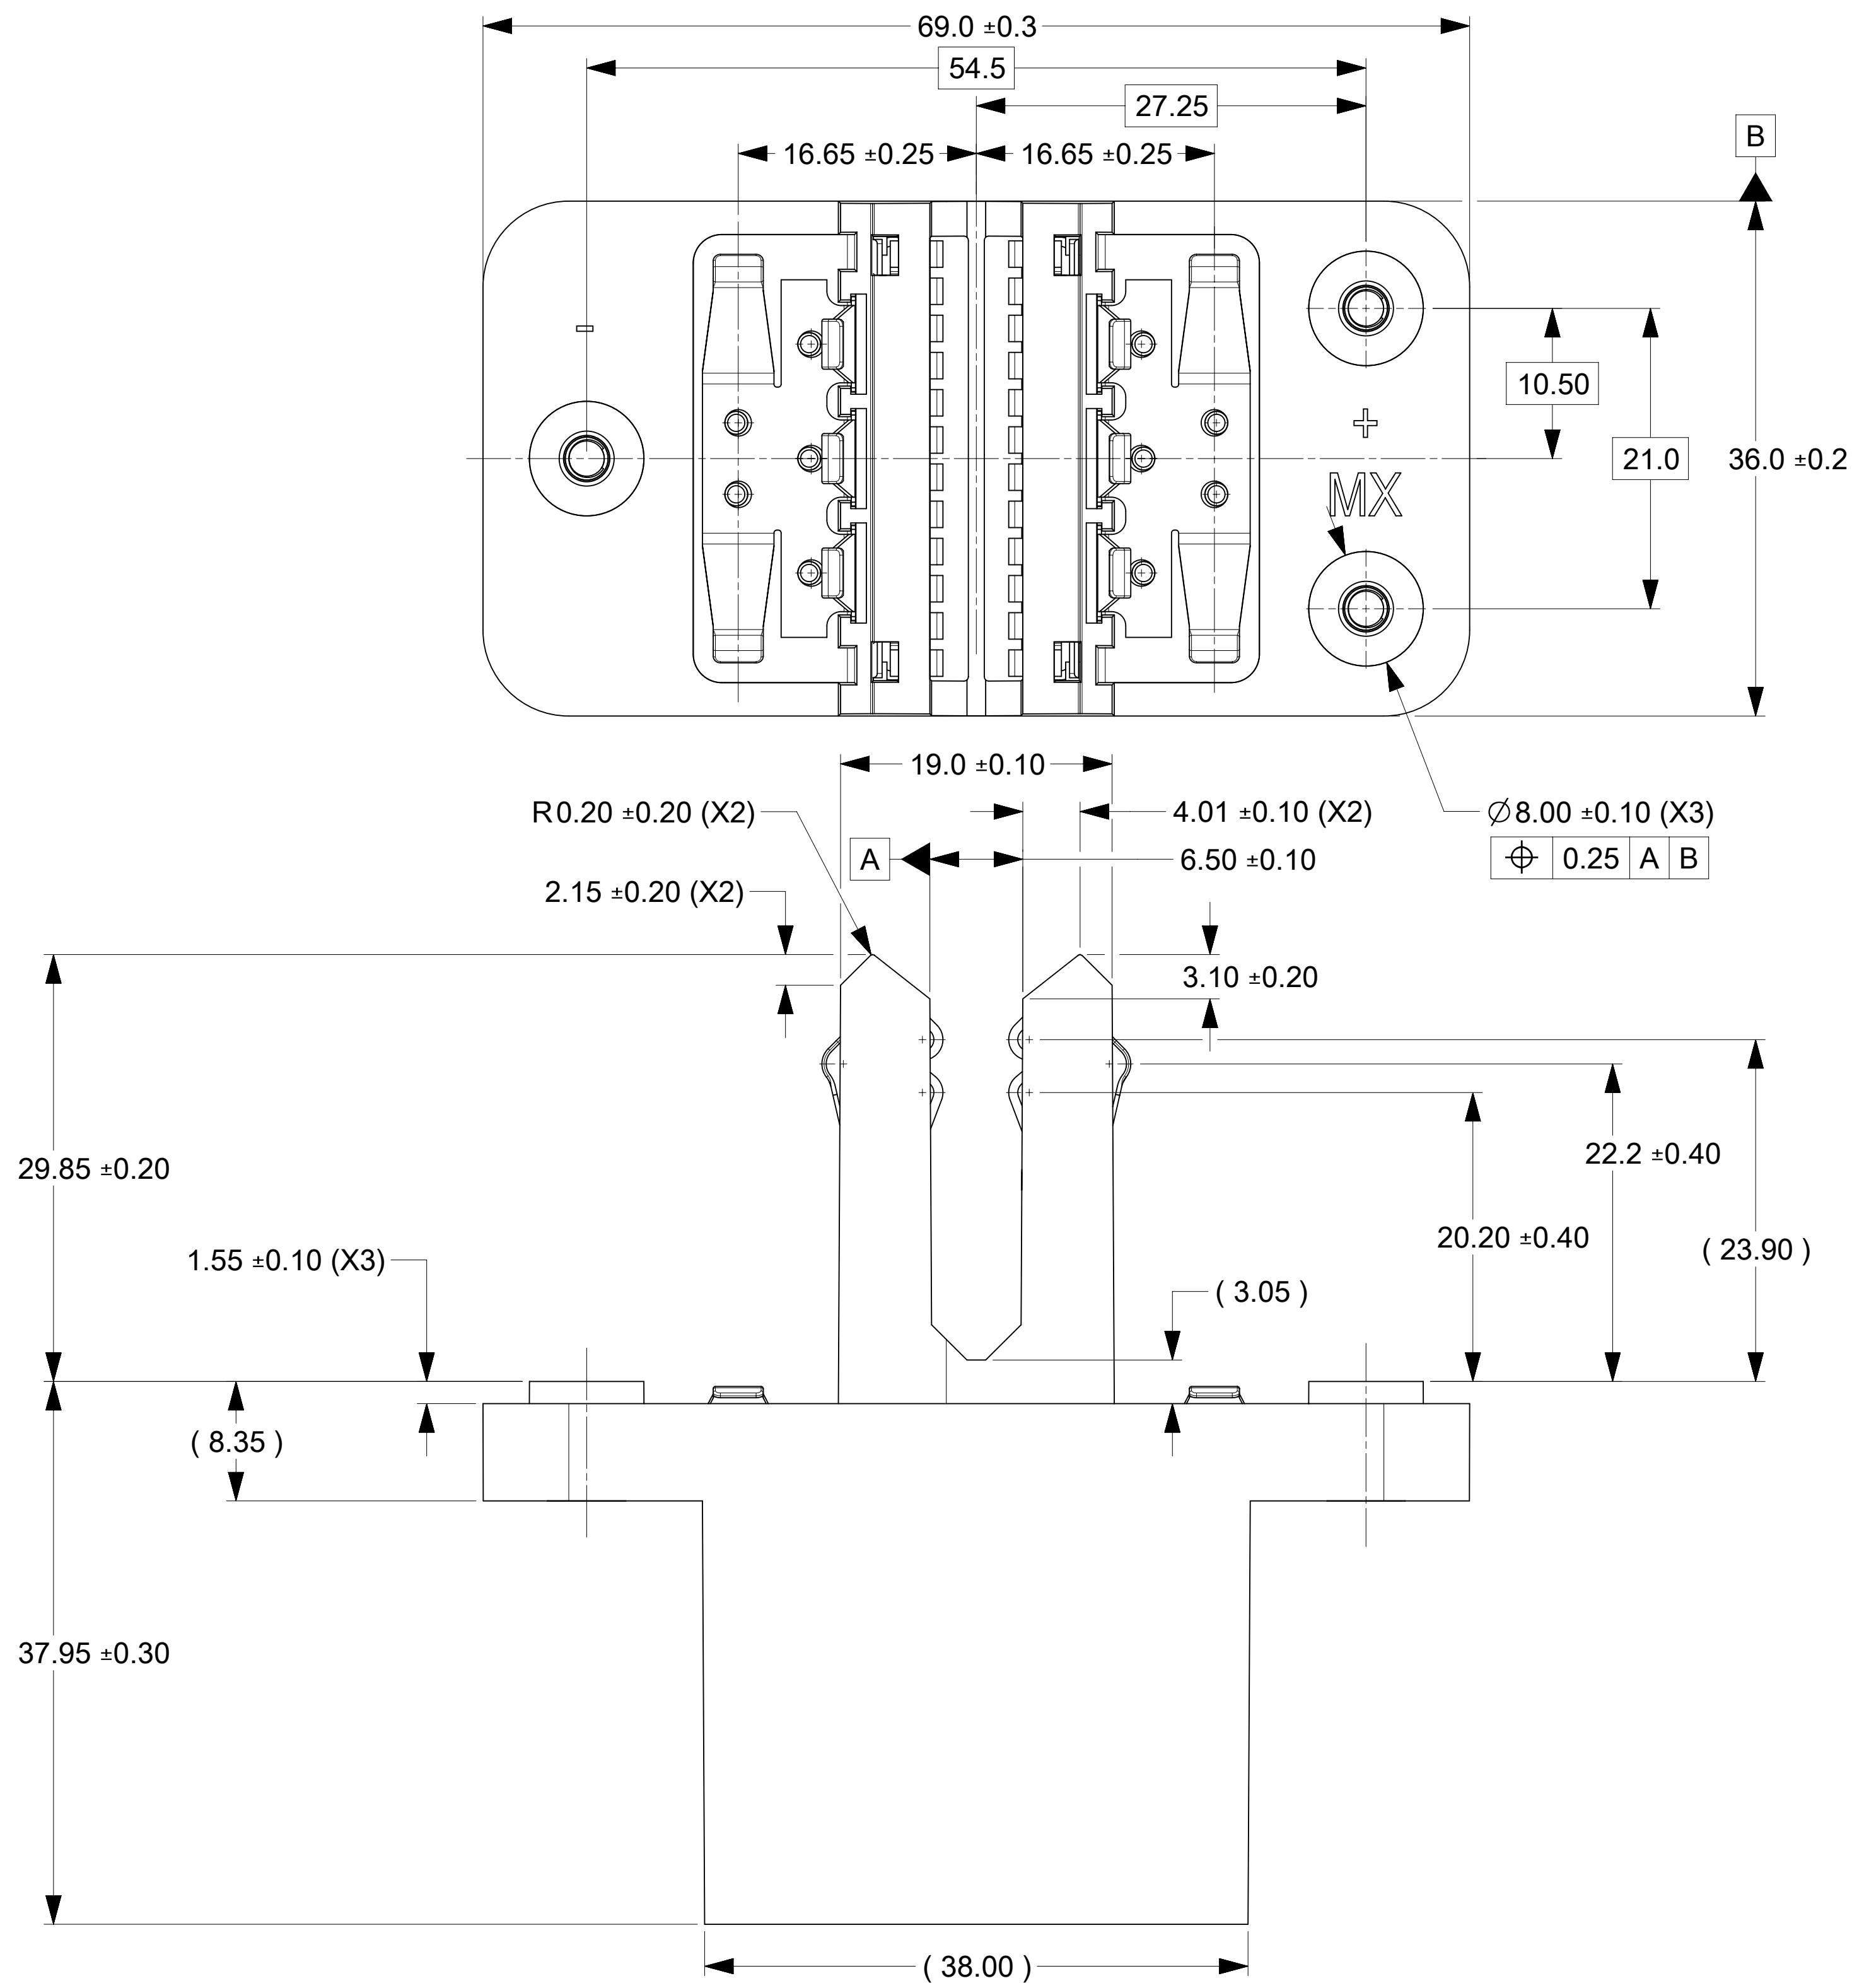 69.0 ±0.3
54.5
27.25
B
16.65 ±0.25
16.65 ±0.25
-
10.50
+
21.0
36.0 ±0.2
MX
19.0 ±0.10
R0.20 ±0.20 (X2)
4.01 ±0.10 (X2)
∅8.00 ±0.10 (X3)
A
6.50 ±0.10
⌖ 0.25 A B
2.15 ±0.20 (X2)
3.10 ±0.20
29.85 ±0.20
22.2 ±0.40
20.20 ±0.40
( 23.90 )
1.55 ±0.10 (X3)
( 3.05 )
( 8.35 )
37.95 ±0.30
( 38.00 )